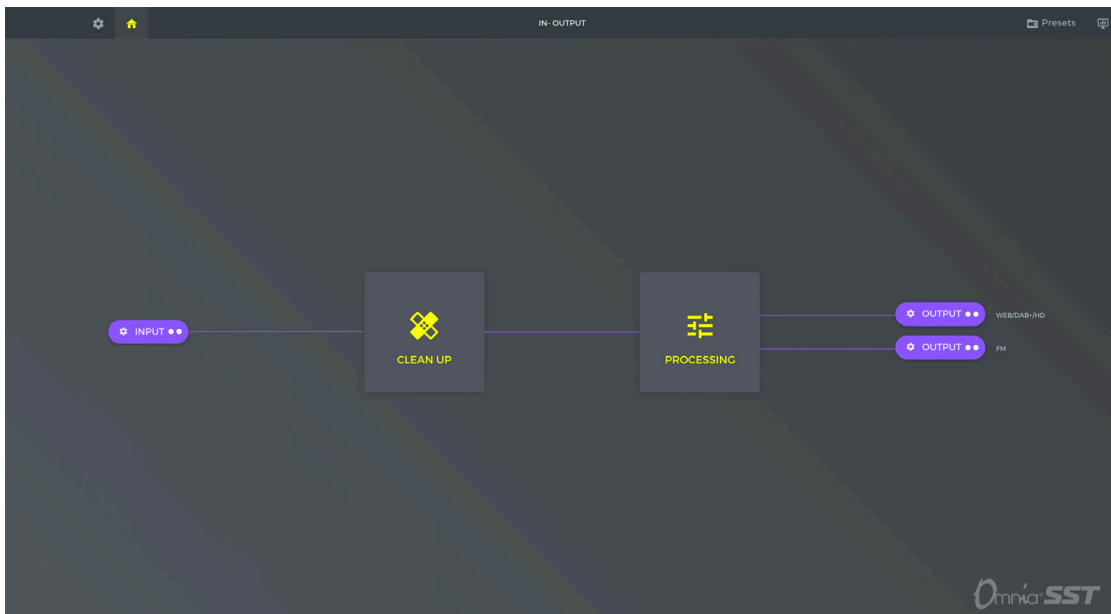 IN- OUTPUT
Presets
INPUT
CLEAN UP
PROCESSING
OUTPUT
WEB/DAB+/HD
OUTPUT
FM
Omnia SST